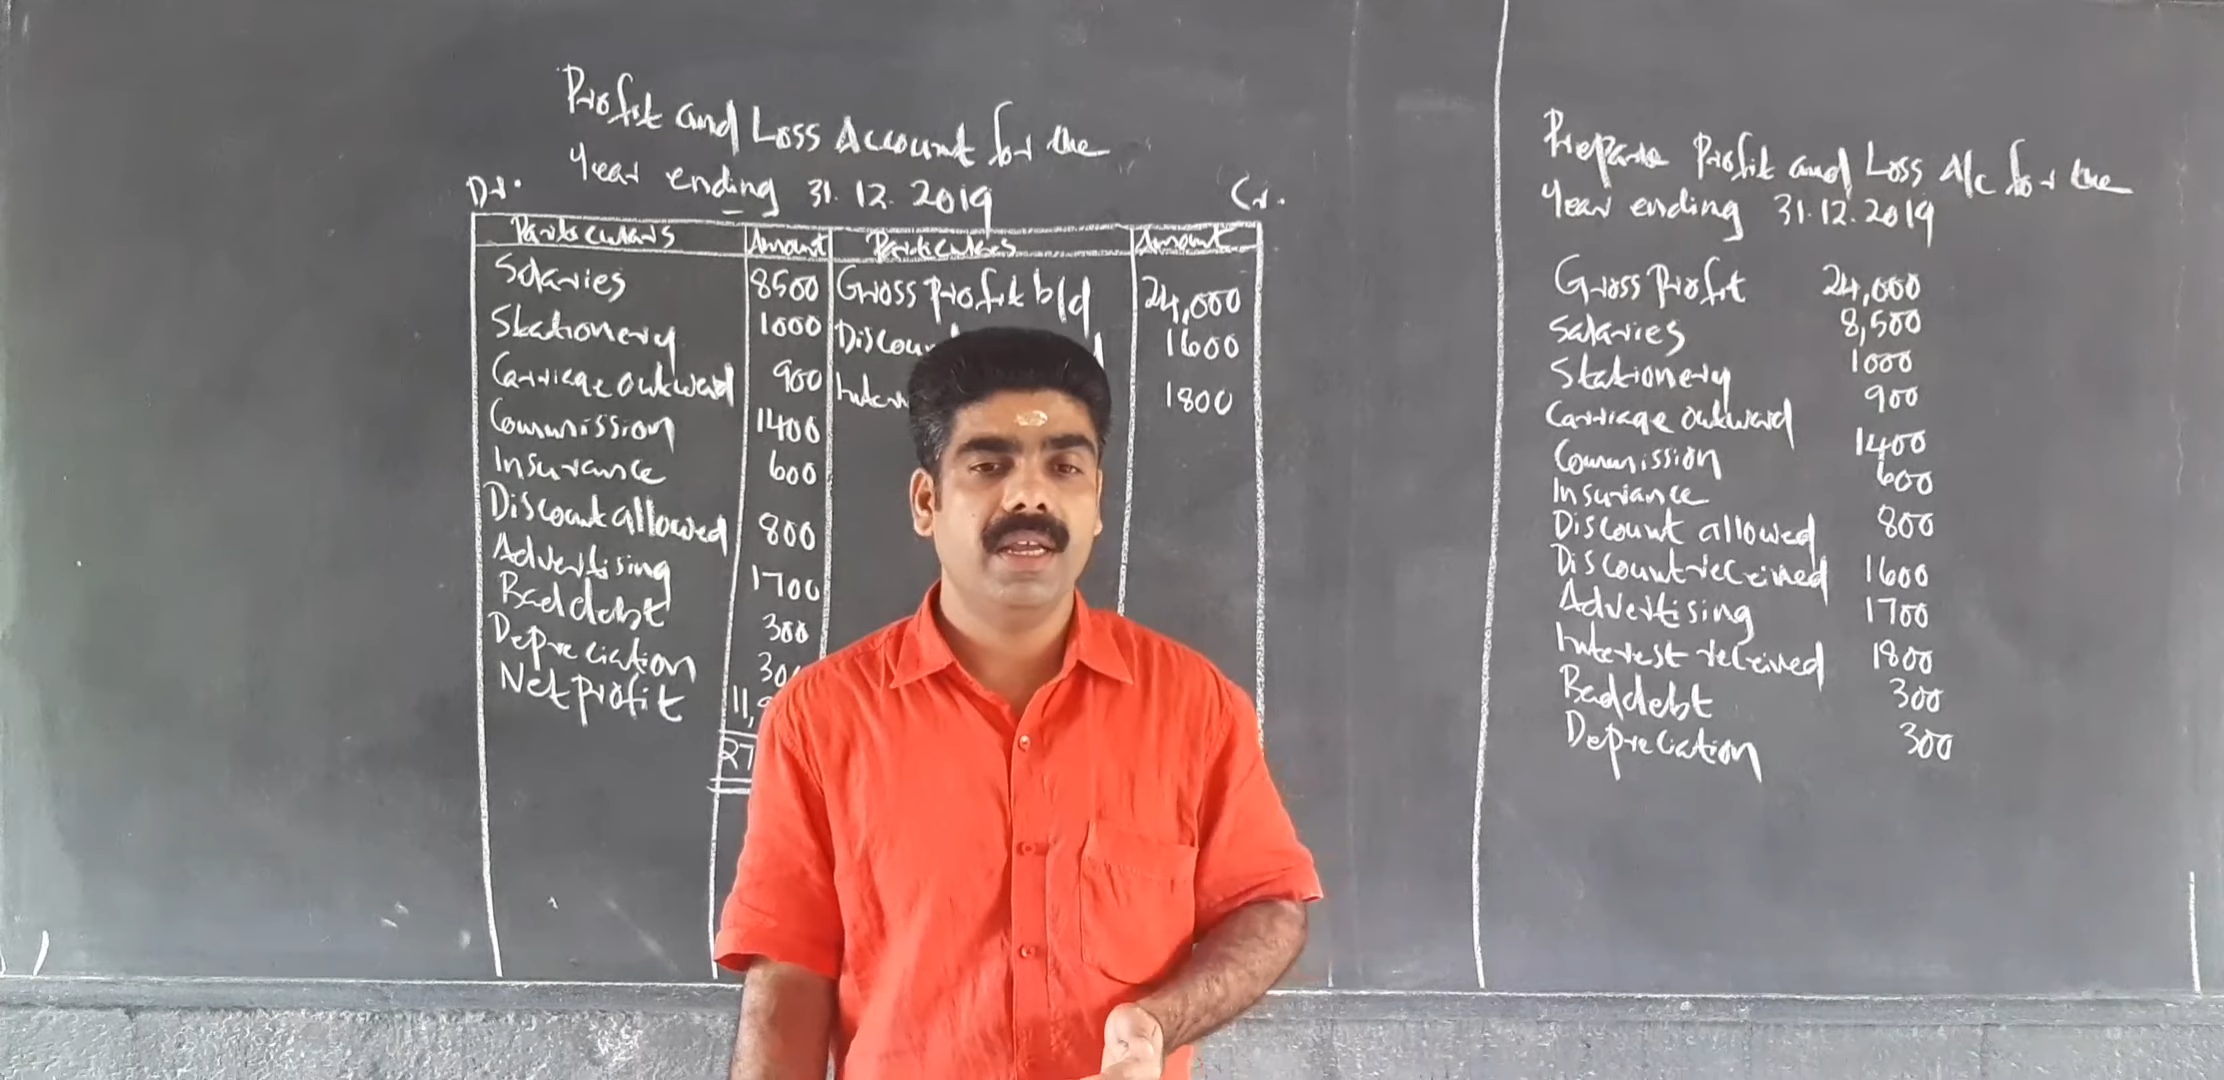 Profit and Loss Account for the
Year ending 31.12.2019
Dr. Cr.
Particulars Amount Particulars Amount
Salaries 8500 Gross profit b/d 24,000
Stationery 1000 1600
Carriage outward 900 1800
Commission 1400
Insurance 600
Discount allowed 800
Advertising 1700
Bad debt 300
Depreciation
Net profit
Prepare Profit and Loss A/c for the
Year ending 31.12.2019
Gross Profit 24,000
Salaries 8,500
Stationery 1000
Carriage outward 900
Commission 1400
Insurance 600
Discount allowed 800
Discount received 1600
Advertising 1700
Interest received 1800
Bad debt 300
Depreciation 300